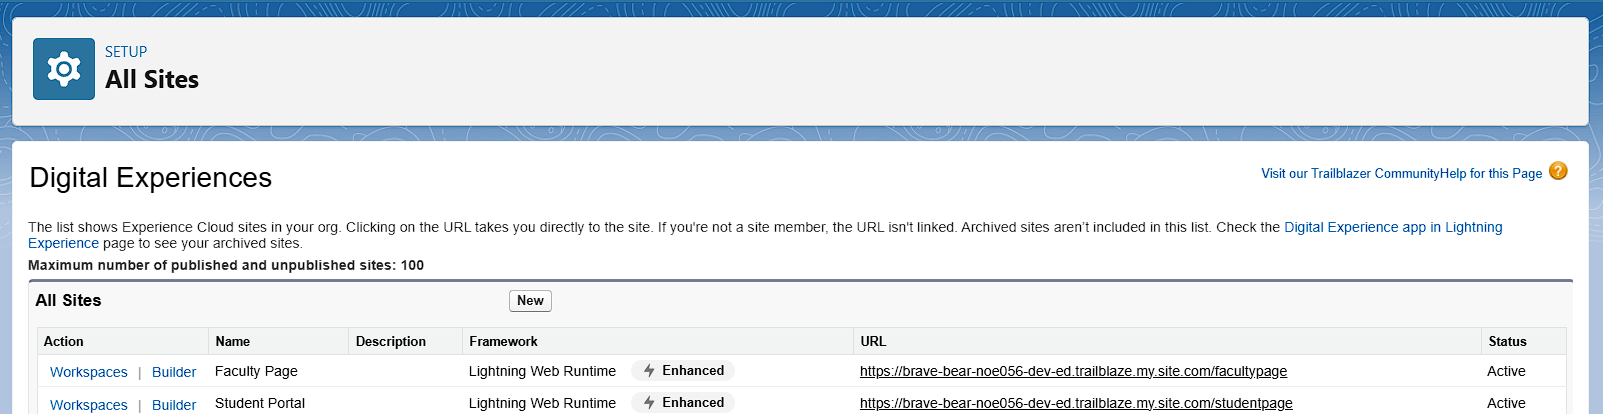 SETUP
All Sites
Digital Experiences
Visit our Trailblazer CommunityHelp for this Page ?
The list shows Experience Cloud sites in your org. Clicking on the URL takes you directly to the site. If you're not a site member, the URL isn't linked. Archived sites aren't included in this list. Check the Digital Experience app in Lightning
Experience page to see your archived sites.
Maximum number of published and unpublished sites: 100
All Sites New
Action Name Description Framework URL Status
Workspaces | Builder Faculty Page Lightning Web Runtime Enhanced https://brave-bear-noe056-dev-ed.trailblaze.my.site.com/facultypage Active
Workspaces | Builder Student Portal Lightning Web Runtime Enhanced https://brave-bear-noe056-dev-ed.trailblaze.my.site.com/studentpage Active